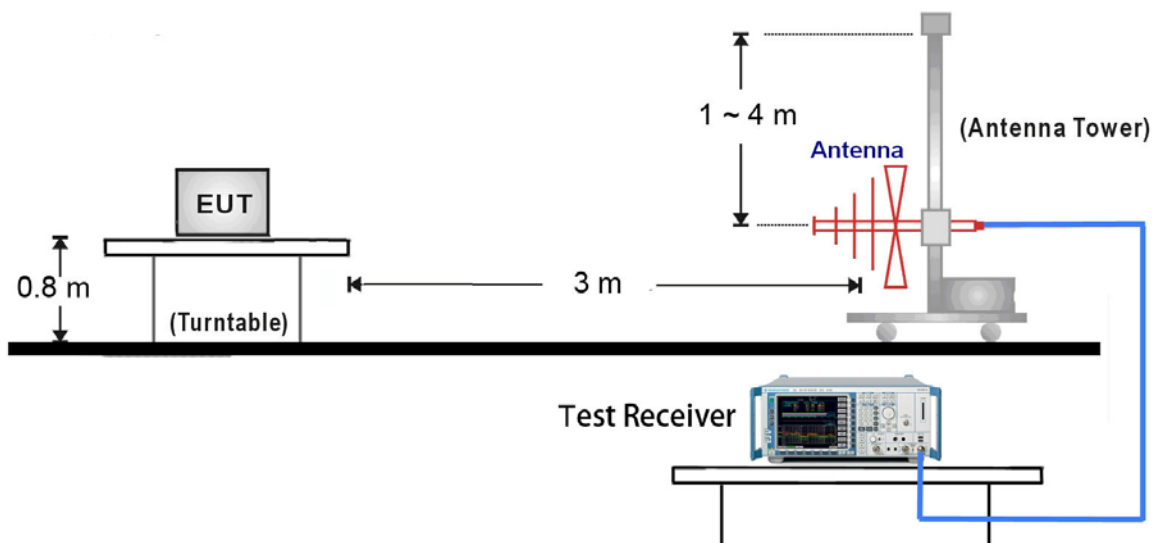 1 ~ 4 m
(Antenna Tower)
Antenna
EUT
0.8 m
3 m
(Turntable)
Test Receiver